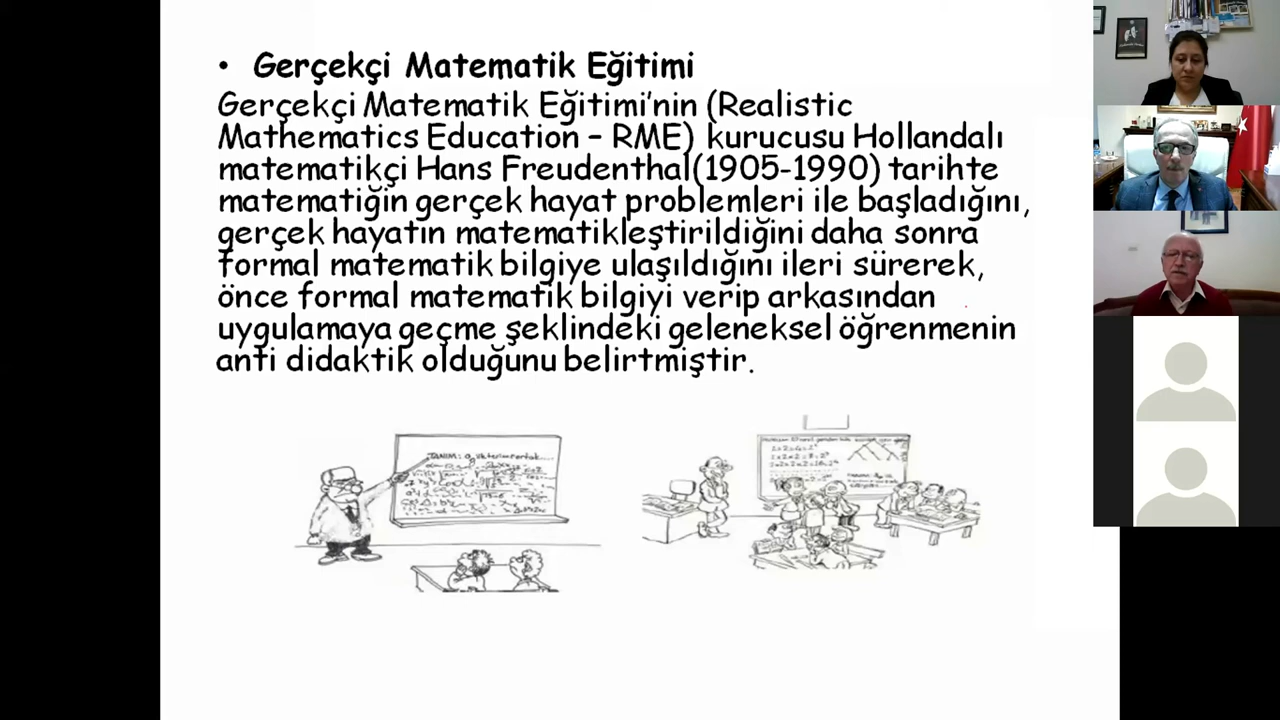 • Gerçekçi Matematik Eğitimi
Gerçekçi Matematik Eğitimi'nin (Realistic
Mathematics Education – RME) kurucusu Hollandalı
matematikçi Hans Freudenthal(1905-1990) tarihte
matematiğin gerçek hayat problemleri ile başladığını,
gerçek hayatın matematikleştirildiğini daha sonra
formal matematik bilgiye ulaşıldığını ileri sürerek,
önce formal matematik bilgiyi verip arkasından
uygulamaya geçme şeklindeki geleneksel öğrenmenin
anti didaktik olduğunu belirtmiştir.
TANIM: